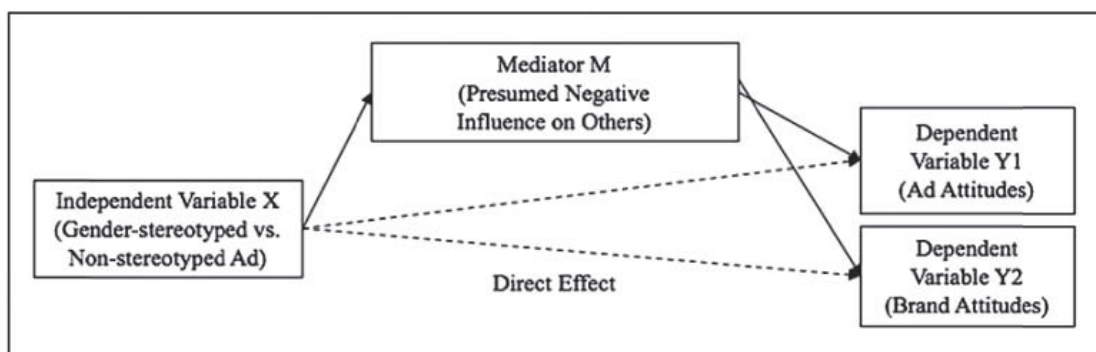 Mediator M
(Presumed Negative
Influence on Others)
Dependent
Variable Y1
(Ad Attitudes)
Independent Variable X
(Gender-stereotyped vs.
Non-stereotyped Ad)
Dependent
Variable Y2
(Brand Attitudes)
Direct Effect